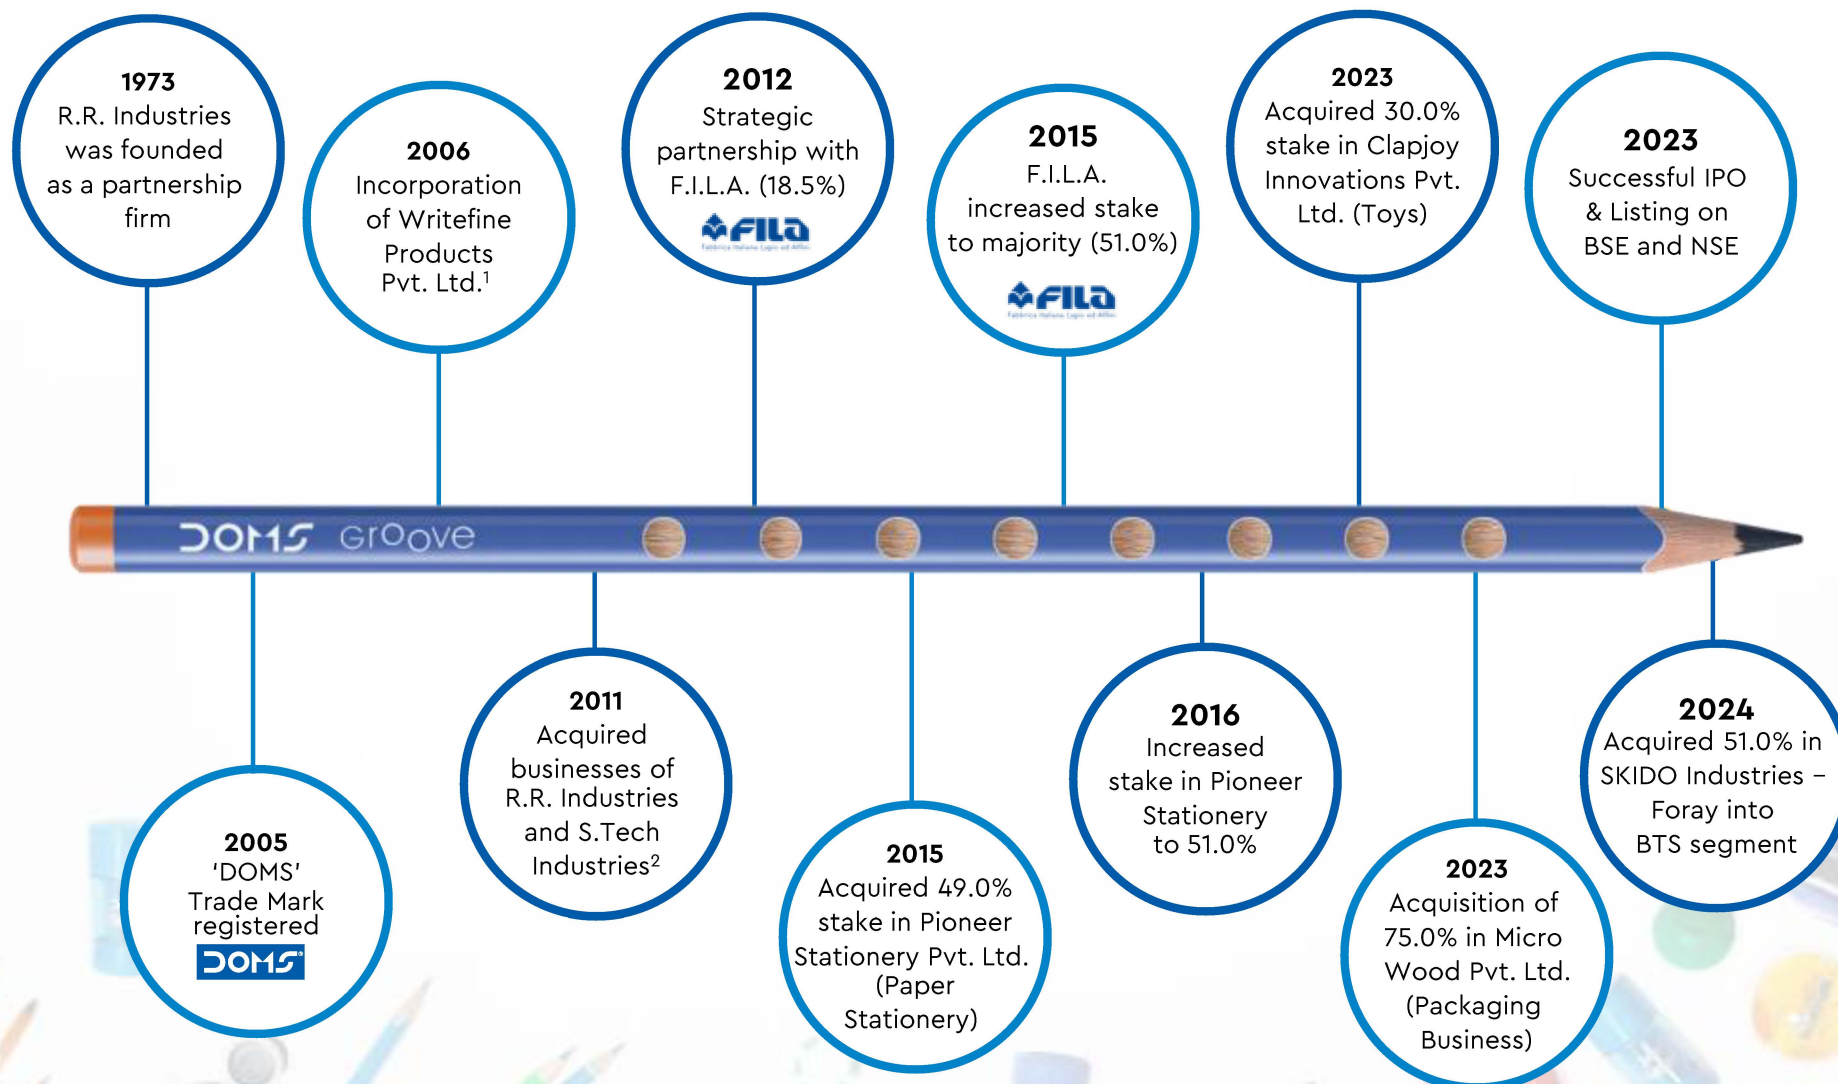 1973
R.R. Industries
was founded
as a partnership
firm
2006
Incorporation
of Writefine
Products
Pvt. Ltd.¹
2012
Strategic
partnership with
F.I.L.A. (18.5%)
FILA
2015
F.I.L.A.
increased stake
to majority (51.0%)
FILA
2023
Acquired 30.0%
stake in Clapjoy
Innovations Pvt.
Ltd. (Toys)
2023
Successful IPO
& Listing on
BSE and NSE
DOMS Groove
2005
‘DOMS’
Trade Mark
registered
DOMS®
2011
Acquired
businesses of
R.R. Industries
and S.Tech
Industries²
2015
Acquired 49.0%
stake in Pioneer
Stationery Pvt. Ltd.
(Paper
Stationery)
2016
Increased
stake in Pioneer
Stationery
to 51.0%
2023
Acquisition of
75.0% in Micro
Wood Pvt. Ltd.
(Packaging
Business)
2024
Acquired 51.0% in
SKIDO Industries –
Foray into
BTS segment